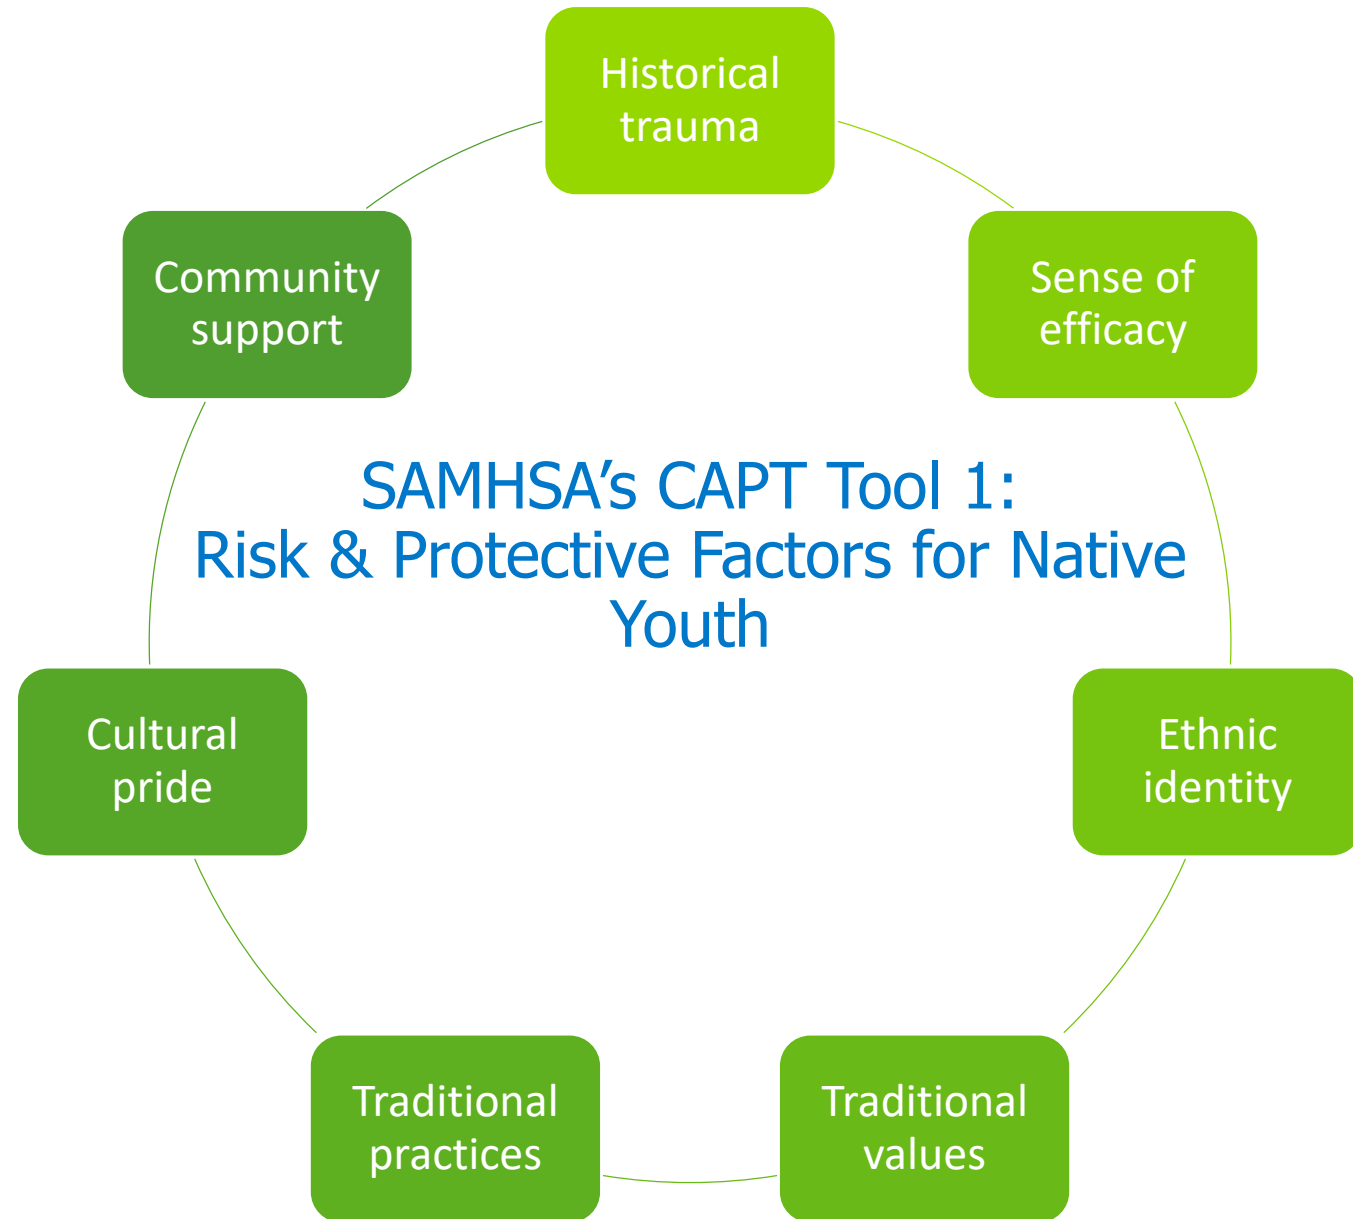 Historical
trauma
Community
support
Sense of
efficacy
SAMHSA’s CAPT Tool 1:
Risk & Protective Factors for Native
Youth
Cultural
pride
Ethnic
identity
Traditional
practices
Traditional
values